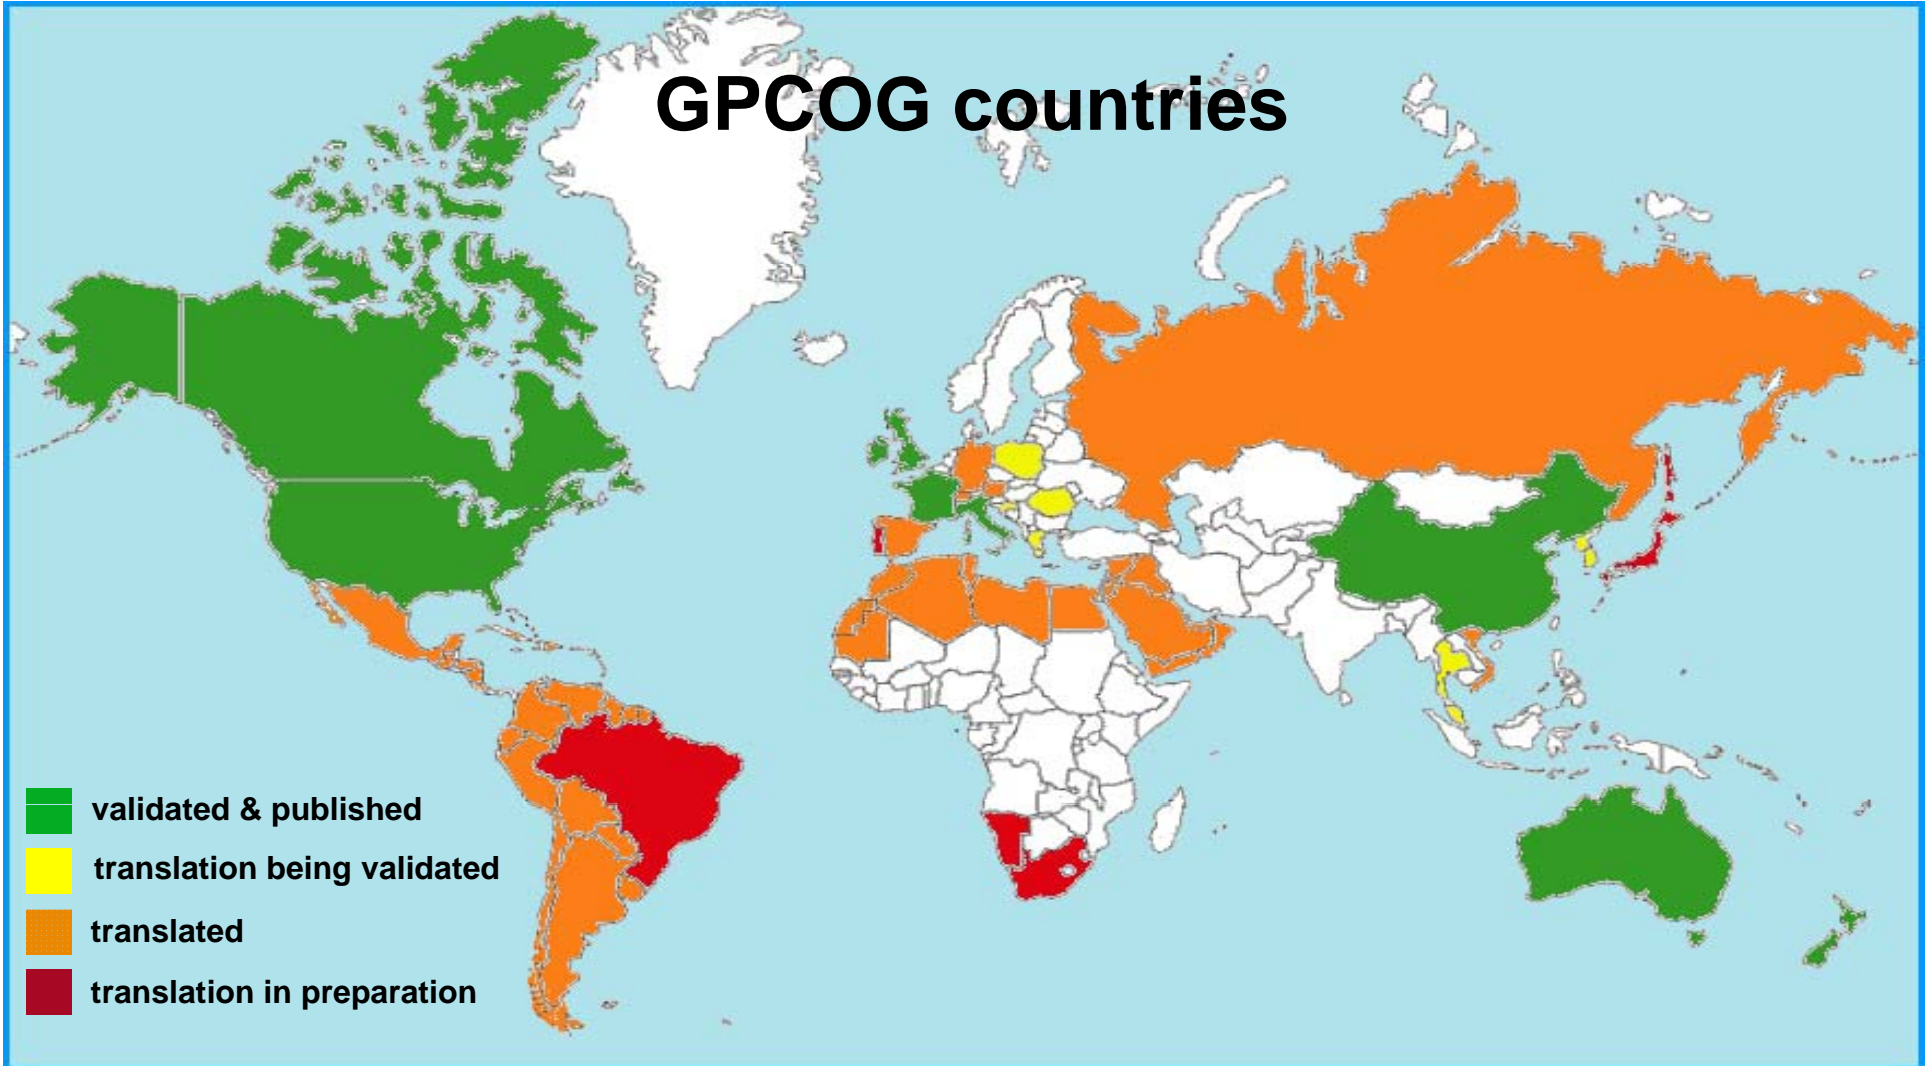 GPCOG countries
validated & published
translation being validated
translated
translation in preparation